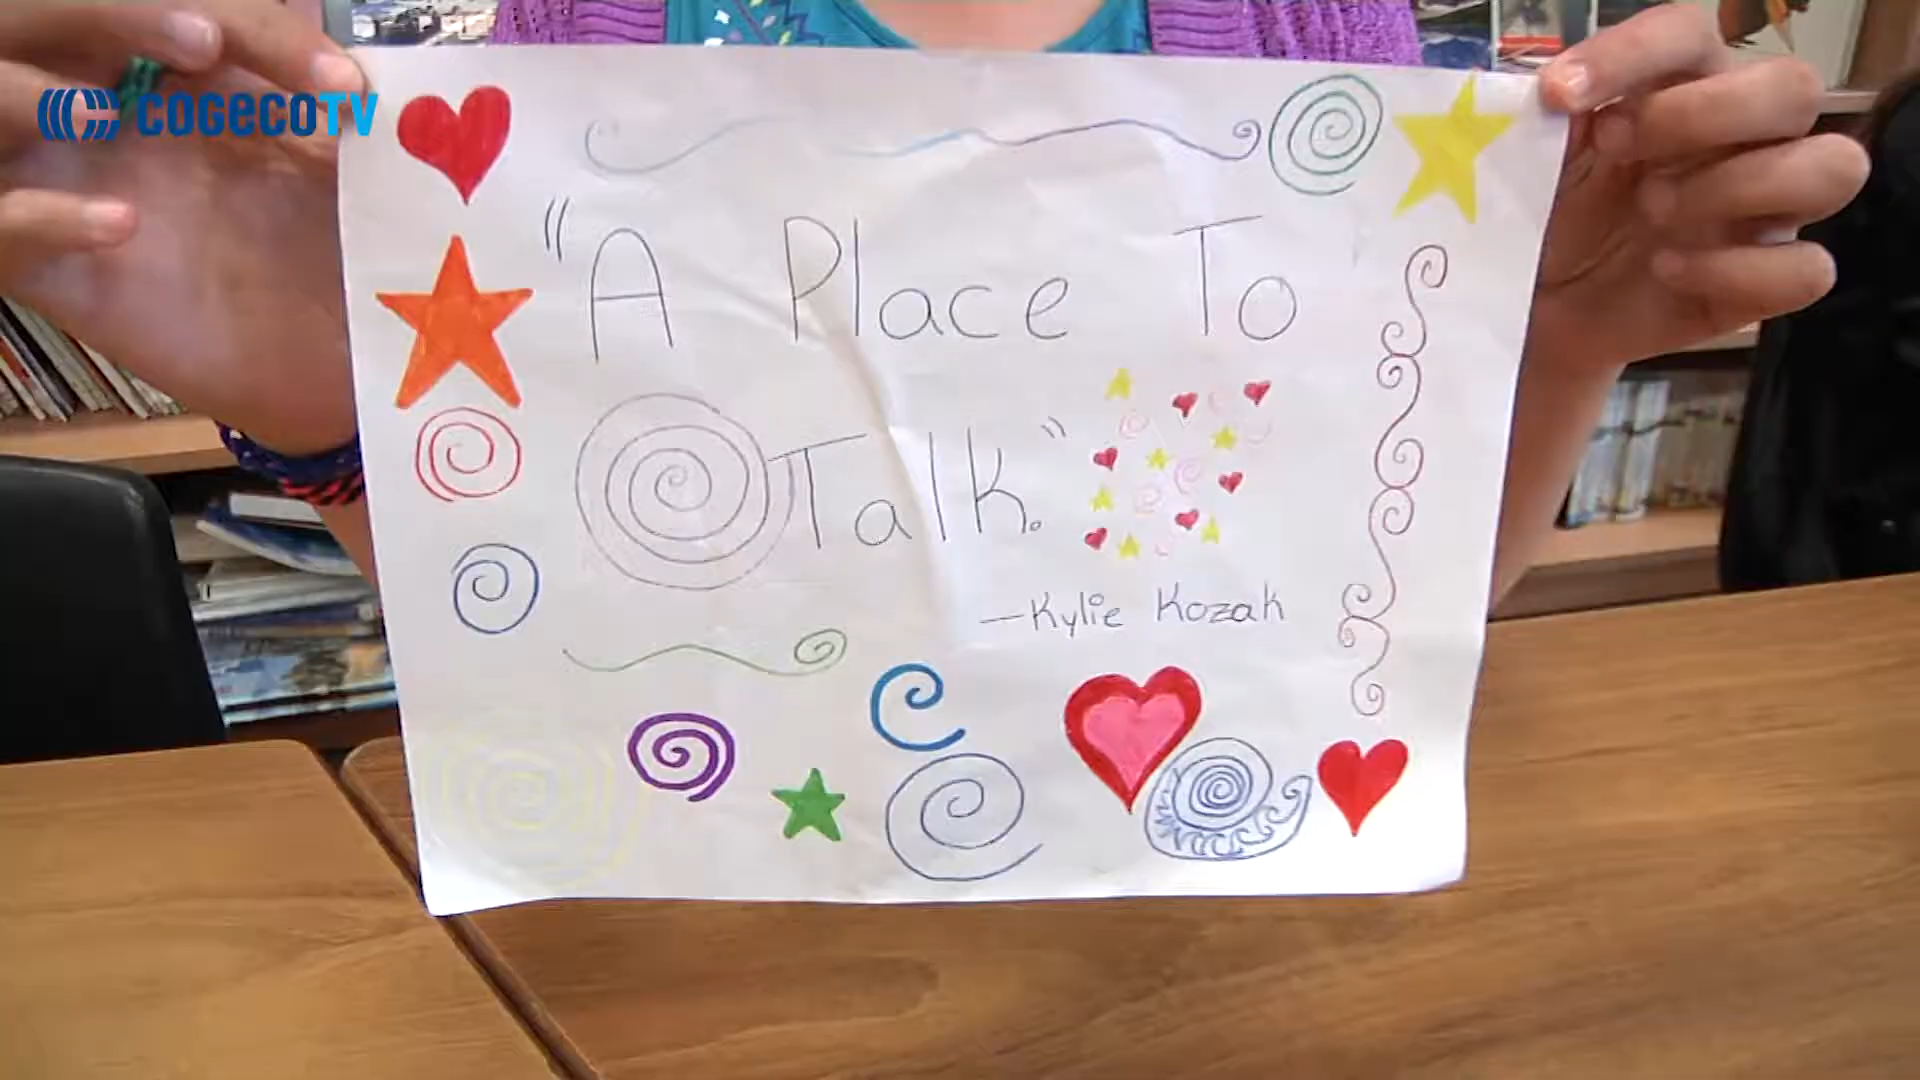 COGECOTV
"A Place To
Talk."
—Kylie Kozak